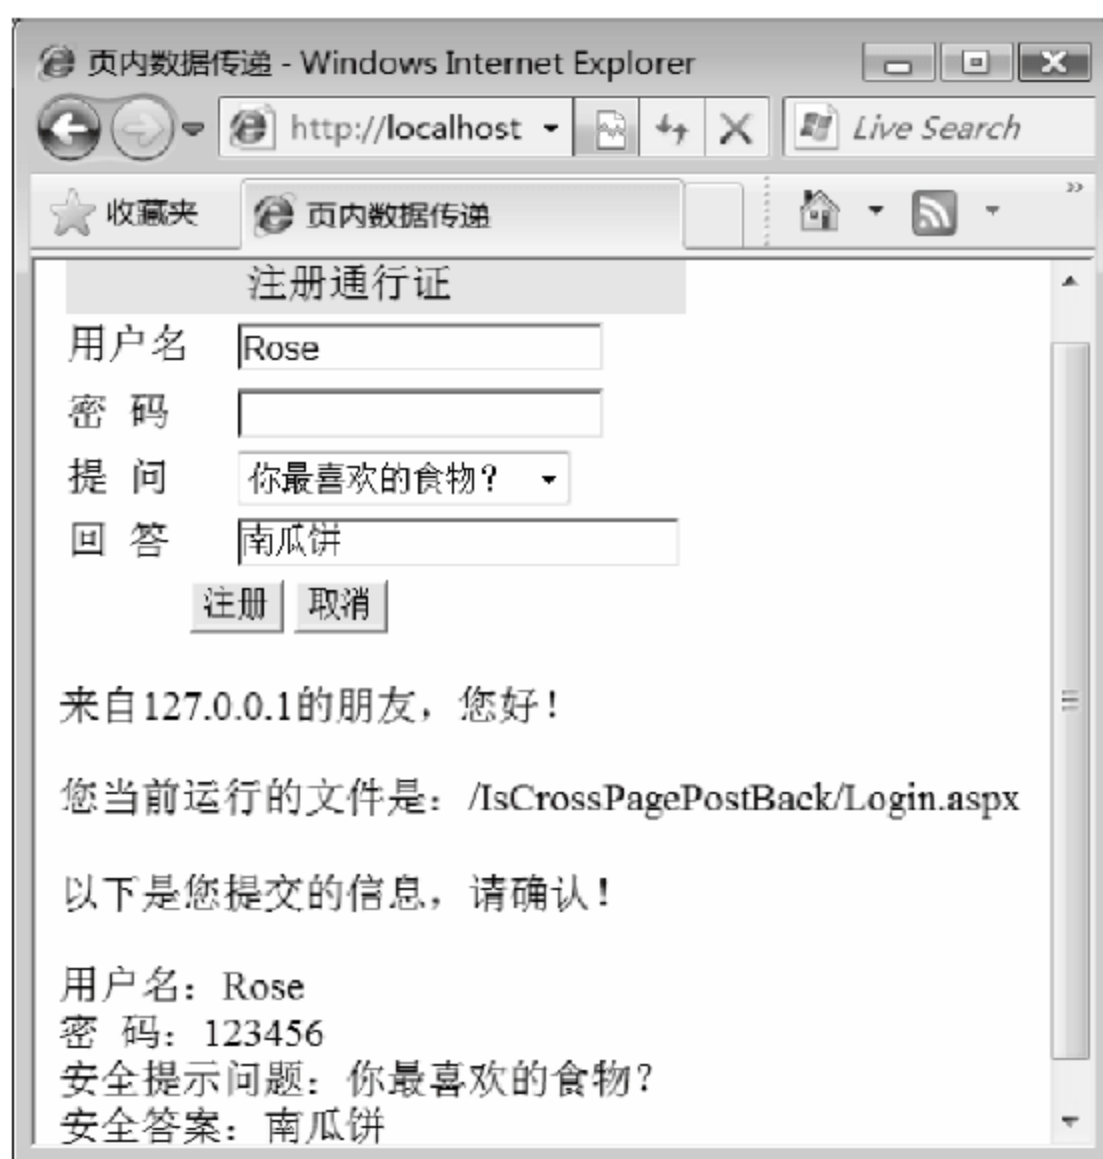 页内数据传递 - Windows Internet Explorer
http://localhost
Live Search
收藏夹
页内数据传递
»
注册通行证
用户名 Rose
密 码
提 问 你最喜欢的食物?
回 答 南瓜饼
注册 取消
来自127.0.0.1的朋友，您好！
您当前运行的文件是：/IsCrossPagePostBack/Login.aspx
以下是您提交的信息，请确认！
用户名：Rose
密 码：123456
安全提示问题：你最喜欢的食物?
安全答案：南瓜饼